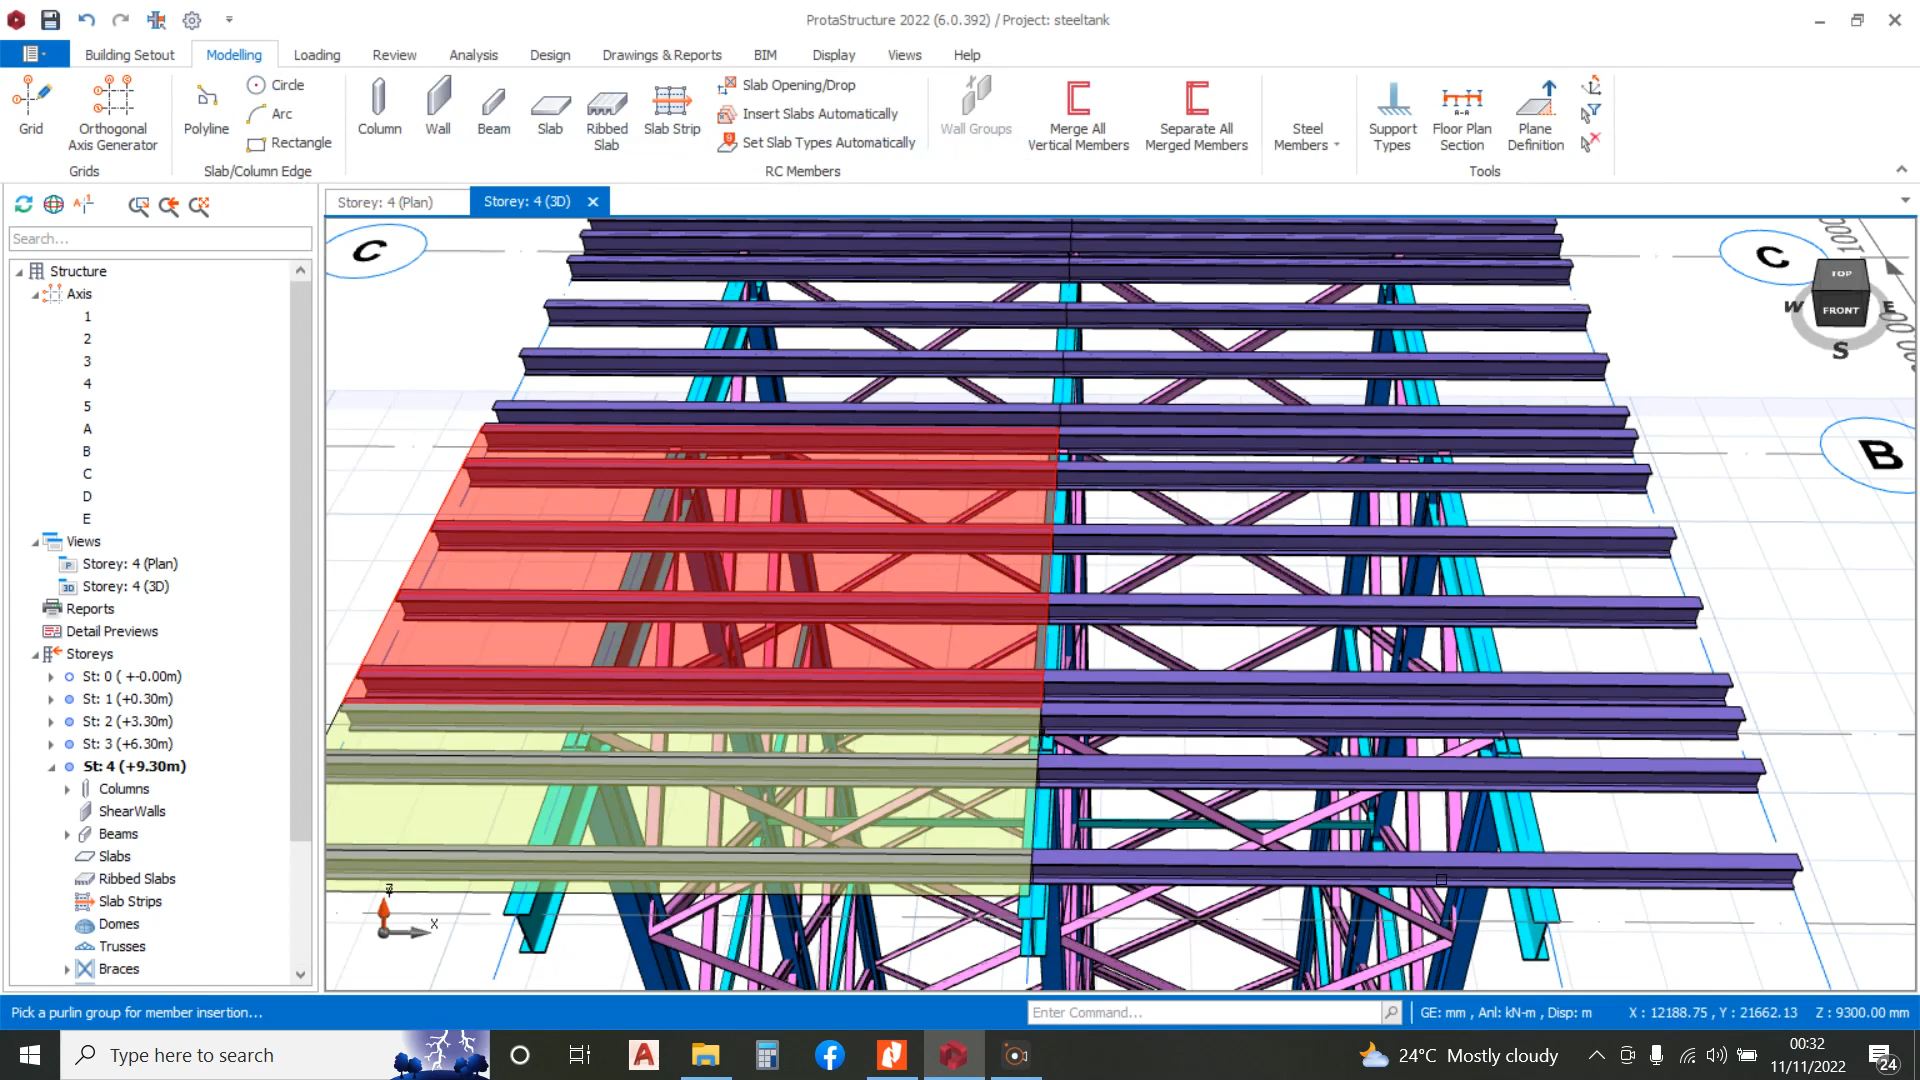 ProtaStructure 2022 (6.0.392) / Project: steeltank
Building Setout Modelling Loading Review Analysis Design Drawings & Reports BIM Display Views Help
Grid
Orthogonal Axis Generator
Grids
Polyline
Circle
Arc
Rectangle
Slab/Column Edge
Column
Wall
Beam
Slab
Ribbed Slab
Slab Strip
Slab Opening/Drop
Insert Slabs Automatically
Set Slab Types Automatically
RC Members
Wall Groups
Merge All Vertical Members
Separate All Merged Members
Steel Members
Support Types
Floor Plan Section
Plane Definition
Tools
Search...
Structure
Axis
1
2
3
4
5
A
B
C
D
E
Views
Storey: 4 (Plan)
Storey: 4 (3D)
Reports
Detail Previews
Storeys
St: 0 ( +-0.00m)
St: 1 (+0.30m)
St: 2 (+3.30m)
St: 3 (+6.30m)
St: 4 (+9.30m)
Columns
ShearWalls
Beams
Slabs
Ribbed Slabs
Slab Strips
Domes
Trusses
Braces
Storey: 4 (Plan)
Storey: 4 (3D)
C
C
B
TOP
FRONT
W
E
S
X
Pick a purlin group for member insertion...
Enter Command...
GE: mm , Anl: kN-m , Disp: m
X : 12188.75 , Y : 21662.13
Z : 9300.00 mm
Type here to search
24°C Mostly cloudy
00:32
11/11/2022
24